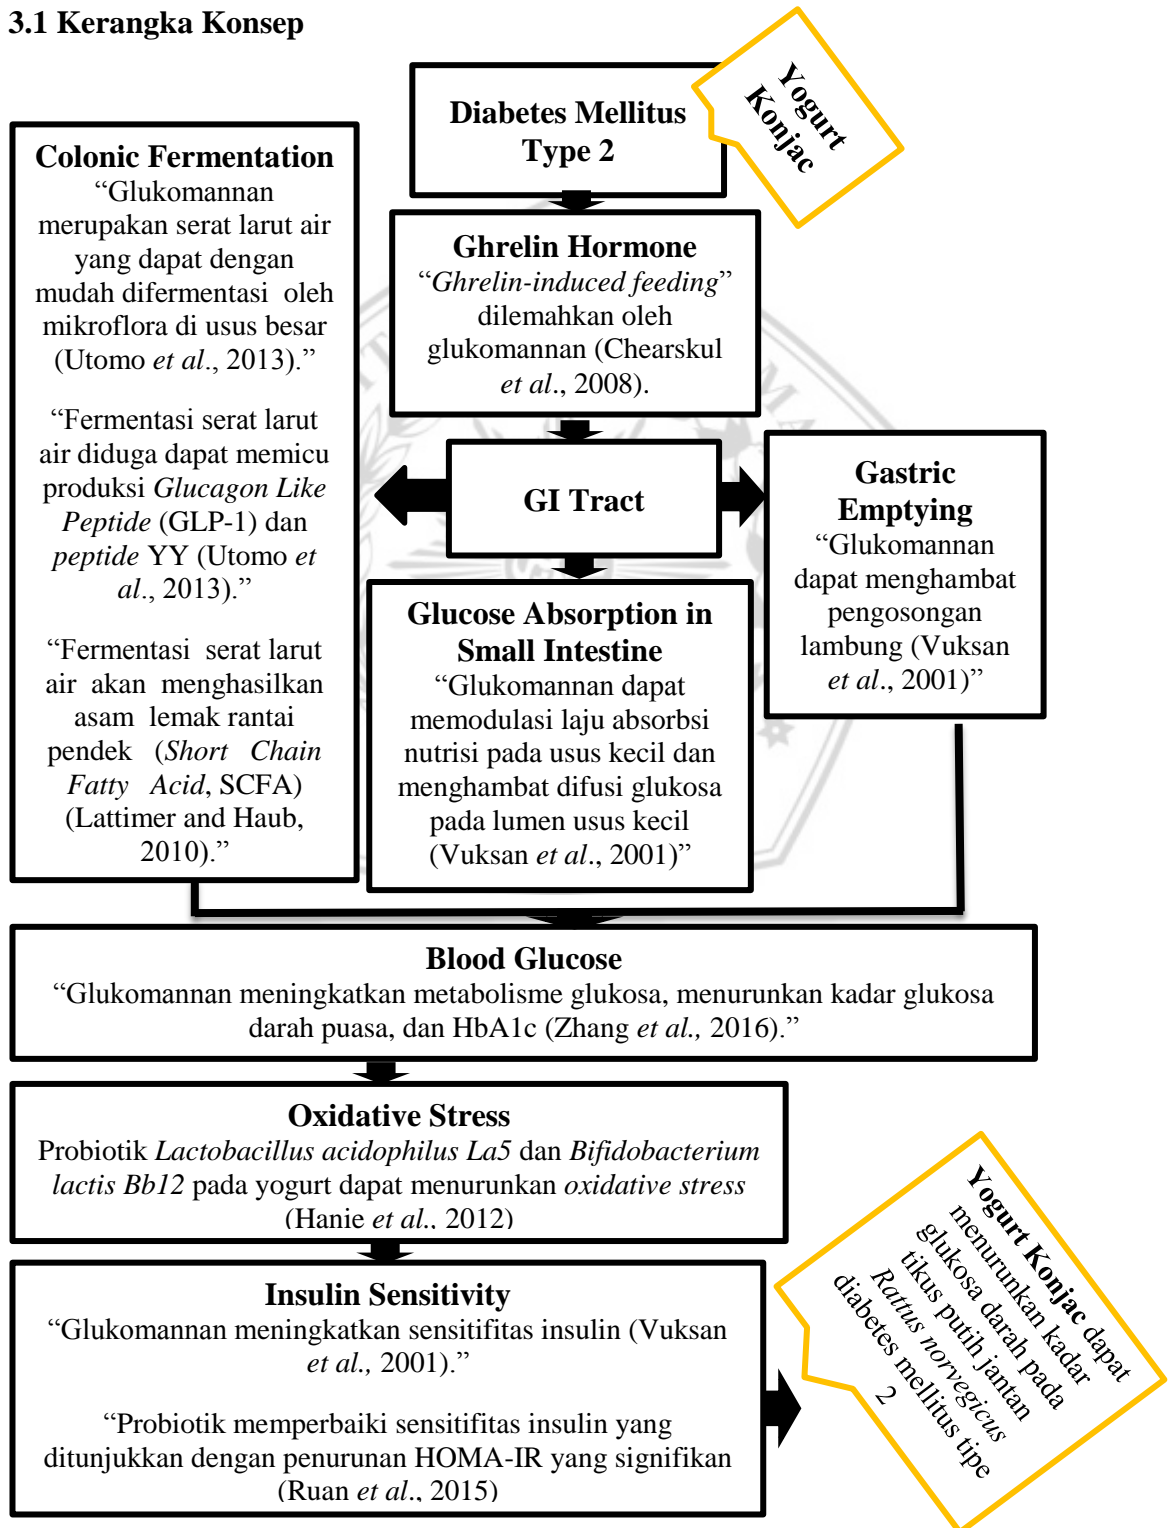 3.1 Kerangka Konsep
Yogurt
Konjac
Diabetes Mellitus
Type 2
Colonic Fermentation
“Glukomannan
merupakan serat larut air
yang dapat dengan
mudah difermentasi oleh
mikroflora di usus besar
(Utomo et al., 2013).”
“Fermentasi serat larut
air diduga dapat memicu
produksi Glucagon Like
Peptide (GLP-1) dan
peptide YY (Utomo et
al., 2013).”
“Fermentasi serat larut
air akan menghasilkan
asam lemak rantai
pendek (Short Chain
Fatty Acid, SCFA)
(Lattimer and Haub,
2010).”
Ghrelin Hormone
“Ghrelin-induced feeding”
dilemahkan oleh
glukomannan (Chearskul
et al., 2008).
GI Tract
Gastric
Emptying
“Glukomannan
dapat menghambat
pengosongan
lambung (Vuksan
et al., 2001)”
Glucose Absorption in
Small Intestine
“Glukomannan dapat
memodulasi laju absorbsi
nutrisi pada usus kecil dan
menghambat difusi glukosa
pada lumen usus kecil
(Vuksan et al., 2001)”
Blood Glucose
“Glukomannan meningkatkan metabolisme glukosa, menurunkan kadar glukosa
darah puasa, dan HbA1c (Zhang et al., 2016).”
Oxidative Stress
Probiotik Lactobacillus acidophilus La5 dan Bifidobacterium
lactis Bb12 pada yogurt dapat menurunkan oxidative stress
(Hanie et al., 2012)
Insulin Sensitivity
“Glukomannan meningkatkan sensitifitas insulin (Vuksan
et al., 2001).”
“Probiotik memperbaiki sensitifitas insulin yang
ditunjukkan dengan penurunan HOMA-IR yang signifikan
(Ruan et al., 2015)
Yogurt Konjac dapat
menurunkan kadar
glukosa darah pada
tikus putih jantan
Rattus norvegicus
diabetes mellitus tipe
2